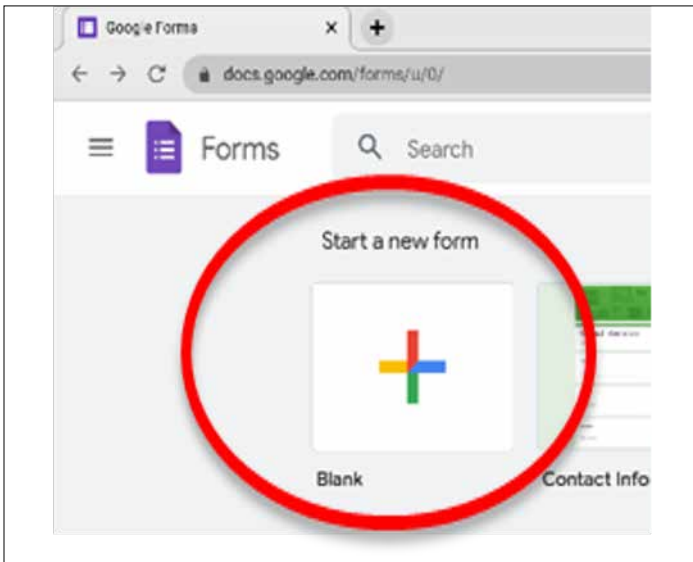 Google Forms
docs.google.com/forms/u/0/
Forms
Search
Start a new form
Blank
Contact Info